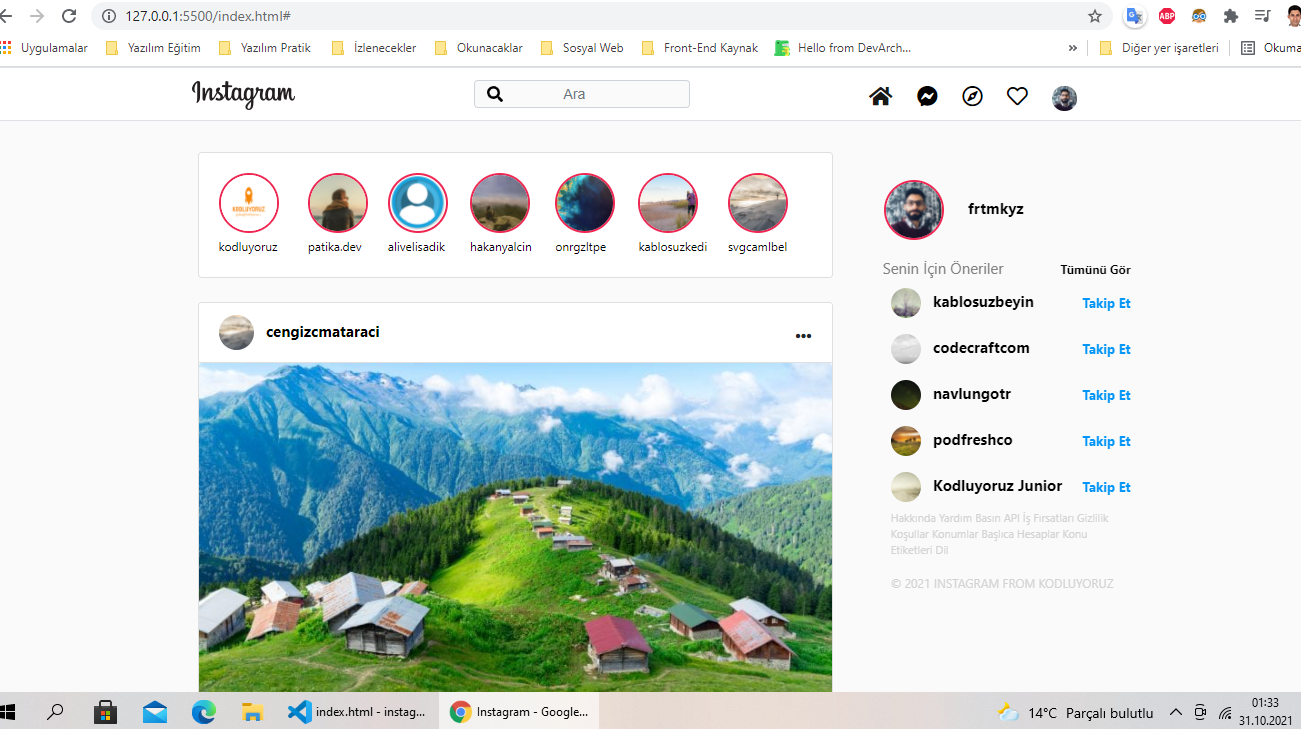 127.0.0.1:5500/index.html#
ABP
Uygulamalar Yazılım Eğitim Yazılım Pratik İzlenecekler Okunacaklar Sosyal Web Front-End Kaynak Hello from DevArch... » Diğer yer işaretleri Okuma
Instagram
Ara
KODLUYORUZ
kodluyoruz patika.dev alivelisadik hakanyalcin onrgzltpe kablosuzkedi svgcamlbel
cengizcmataraci
frtmkyz
Senin İçin Öneriler Tümünü Gör
kablosuzbeyin Takip Et
codecraftcom Takip Et
navlungotr Takip Et
podfreshco Takip Et
Kodluyoruz Junior Takip Et
Hakkında Yardım Basın API İş Fırsatları Gizlilik
Koşullar Konumlar Başlıca Hesaplar Konu
Etiketleri Dil
© 2021 INSTAGRAM FROM KODLUYORUZ
index.html - instag...
Instagram - Google...
14°C Parçalı bulutlu
01:33
31.10.2021